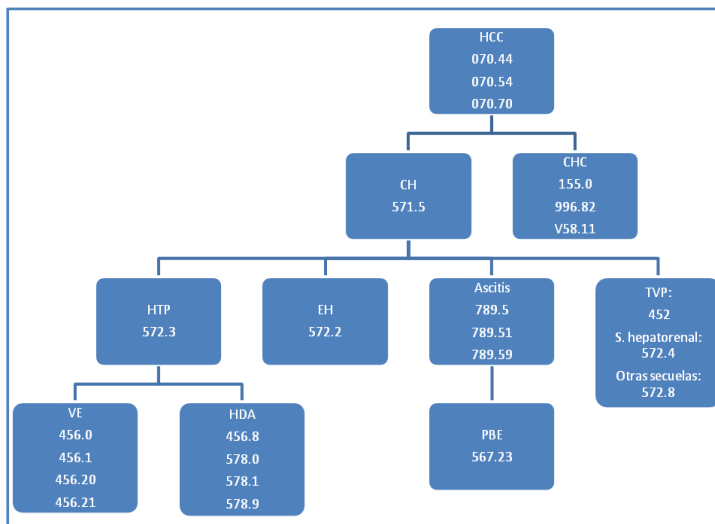 HCC
070.44
070.54
070.70
CH
571.5
CHC
155.0
996.82
V58.11
HTP
572.3
EH
572.2
Ascitis
789.5
789.51
789.59
TVP:
452
S. hepatorenal:
572.4
Otras secuelas:
572.8
VE
456.0
456.1
456.20
456.21
HDA
456.8
578.0
578.1
578.9
PBE
567.23